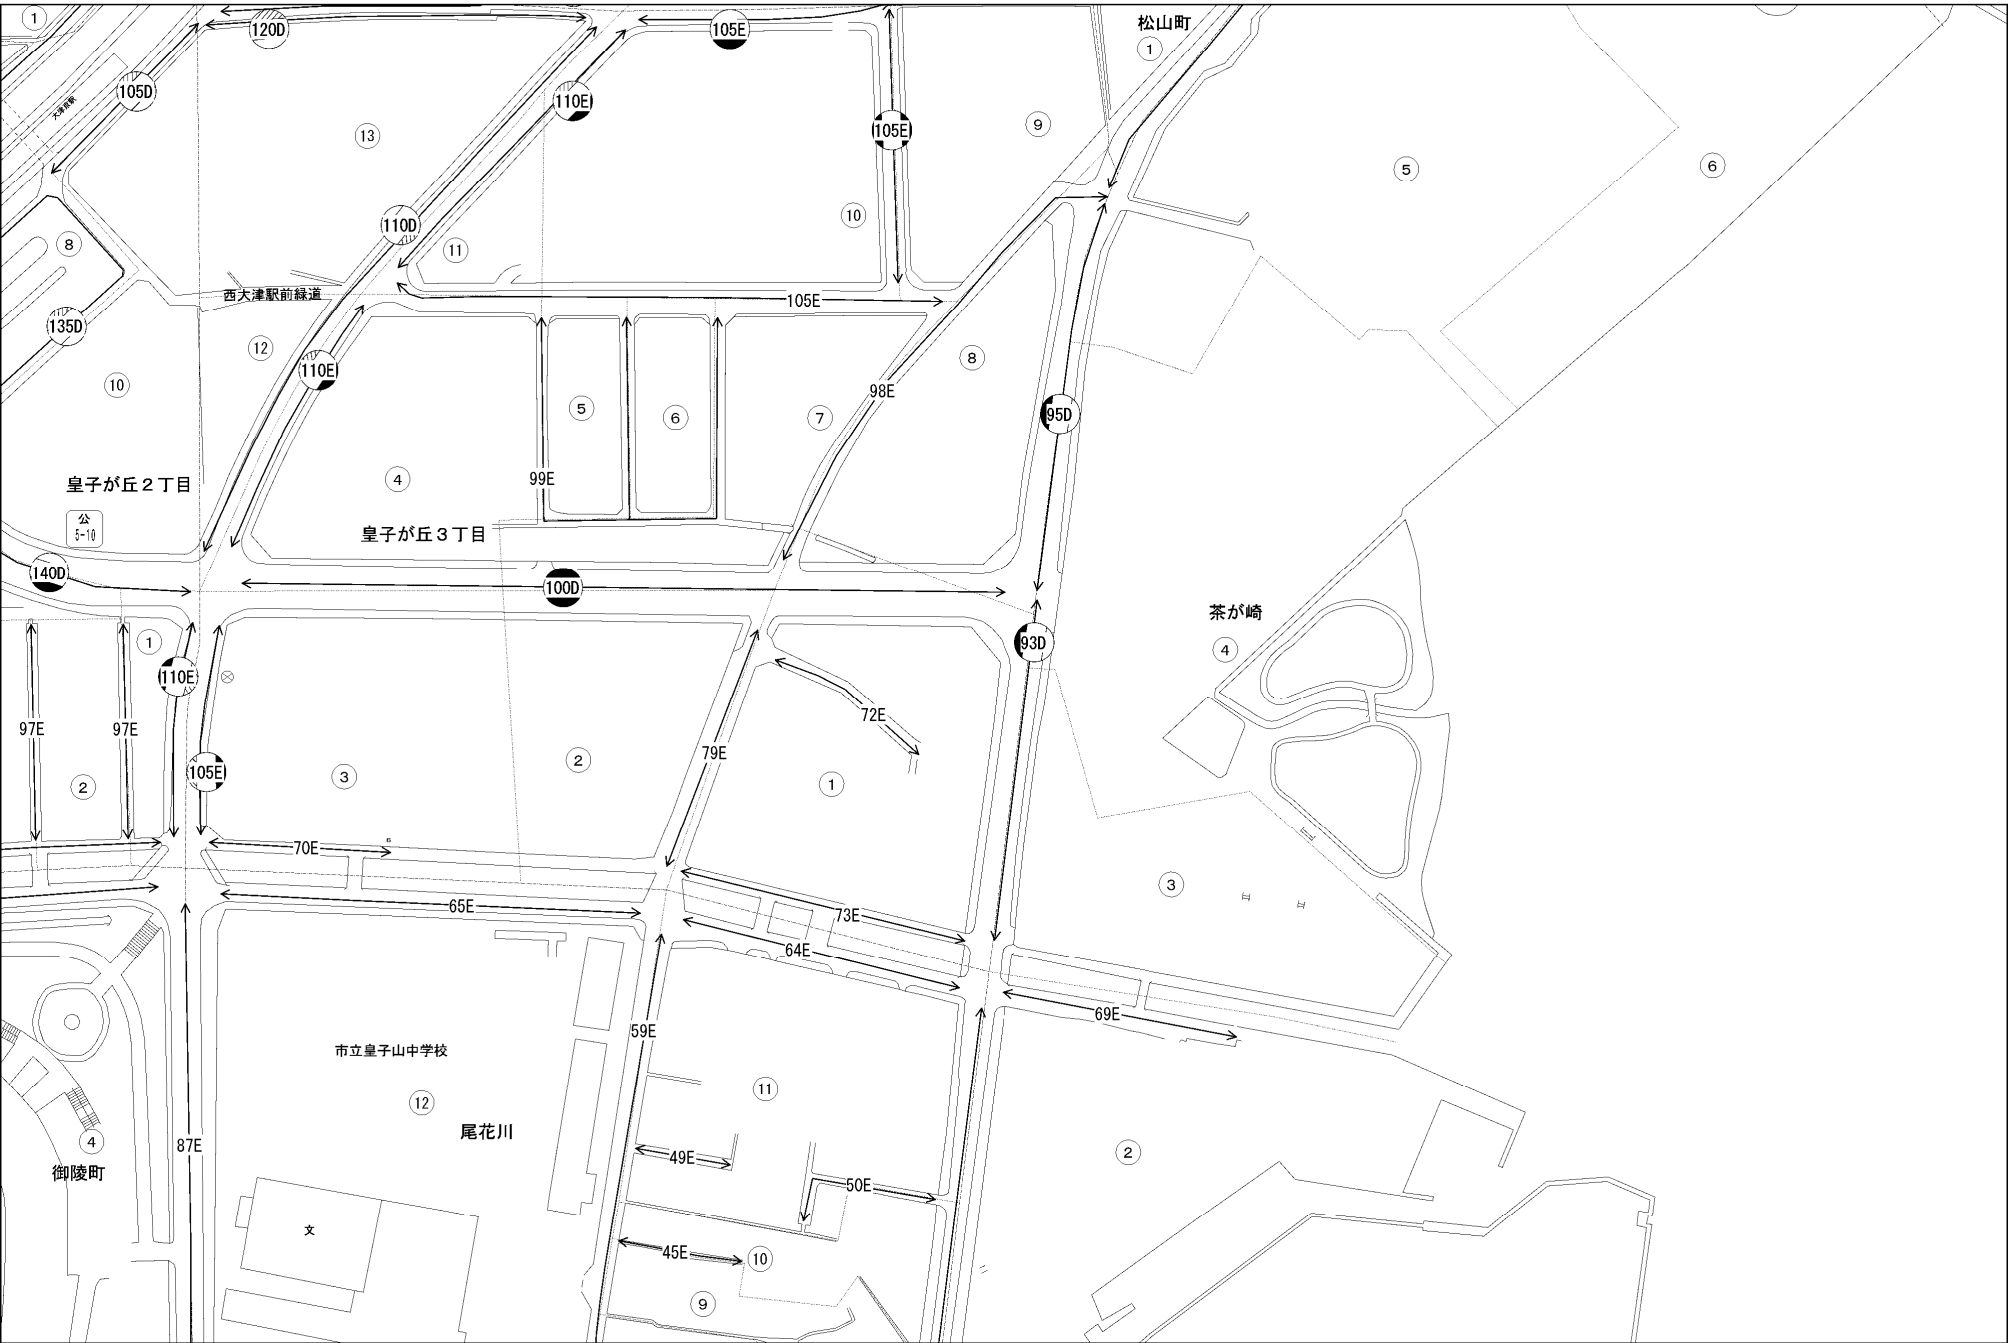 ①
120D
105E
松山町
①
105D
大津京駅
110E
⑬
105E
⑨
⑤
⑥
110D
⑩
⑧
⑪
西大津駅前緑道
105E
135D
⑫
110E
⑧
⑩
98E
⑤
⑥
⑦
95D
皇子が丘2丁目
④
99E
公
5-10
皇子が丘3丁目
140D
100D
茶が崎
①
93D
④
110E
97E
97E
72E
79E
105E
②
③
②
①
70E
③
65E
73E
64E
69E
59E
市立皇子山中学校
⑪
⑫
尾花川
④
87E
②
御陵町
49E
50E
文
45E
⑩
⑨